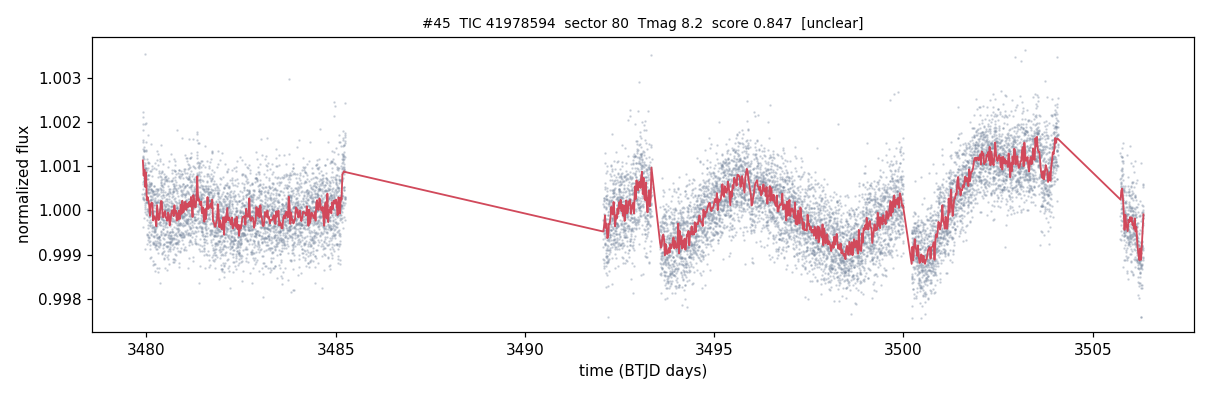 #45 TIC 41978594 sector 80 Tmag 8.2 score 0.847 [unclear]
normalized flux
1.003
1.002
1.001
1.000
0.999
0.998
3480 3485 3490 3495 3500 3505
time (BTJD days)